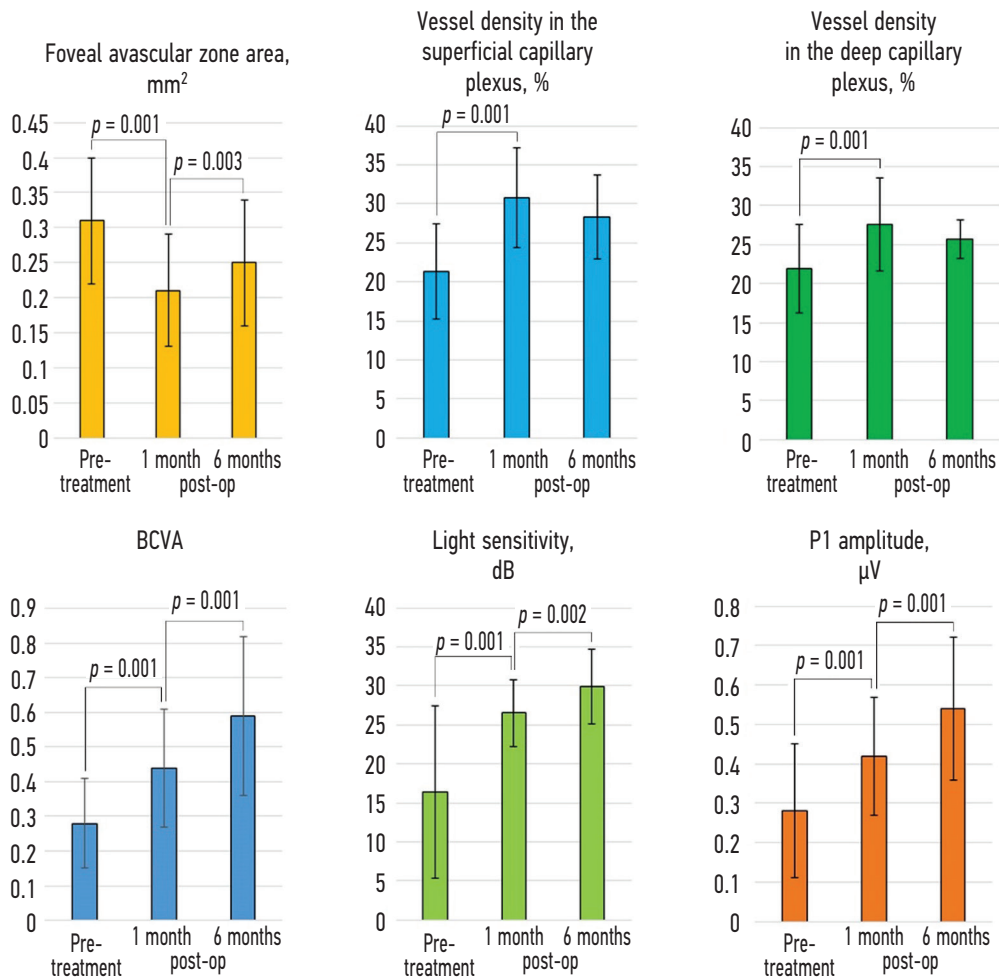 Foveal avascular zone area,
mm²
0.45
0.4
0.35
0.3
0.25
0.2
0.15
0.1
0.05
0
p = 0.001
p = 0.003
Pre-
treatment
1 month
6 months
post-op
Vessel density in the
superficial capillary
plexus, %
40
35
30
25
20
15
10
5
0
p = 0.001
Pre-
treatment
1 month
6 months
post-op
Vessel density
in the deep capillary
plexus, %
40
35
30
25
20
15
10
5
0
p = 0.001
Pre-
treatment
1 month
6 months
post-op
BCVA
0.9
0.8
0.7
0.6
0.5
0.4
0.3
0.2
0.1
0
p = 0.001
p = 0.001
Pre-
treatment
1 month
6 months
post-op
Light sensitivity,
dB
40
35
30
25
20
15
10
5
0
p = 0.001
p = 0.002
Pre-
treatment
1 month
6 months
post-op
P1 amplitude,
µV
0.8
0.7
0.6
0.5
0.4
0.3
0.2
0.1
0
p = 0.001
p = 0.001
Pre-
treatment
1 month
6 months
post-op